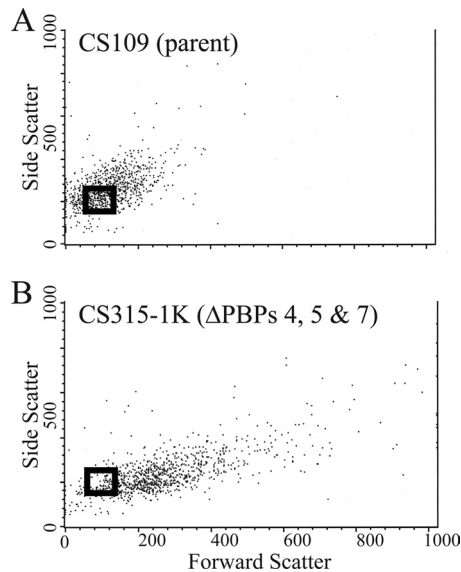 A
CS109 (parent)
1000
500
0
Side Scatter
B
CS315-1K (ΔPBPs 4, 5 & 7)
1000
500
0
Side Scatter
0 200 400 600 800 1000
Forward Scatter